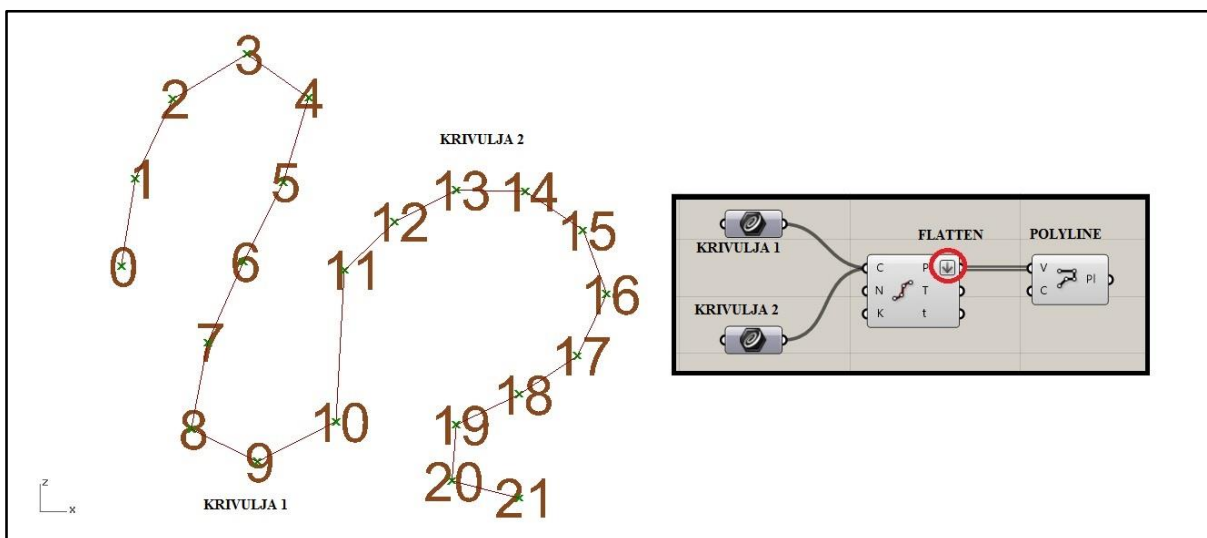 0
1
2
3
4
5
6
7
8
9
10
11
12
13
14
15
16
17
18
19
20
21
KRIVULJA 1
KRIVULJA 2
z
x
KRIVULJA 1
KRIVULJA 2
FLATTEN
POLYLINE
C
N
K
P
T
t
V
C
Pl